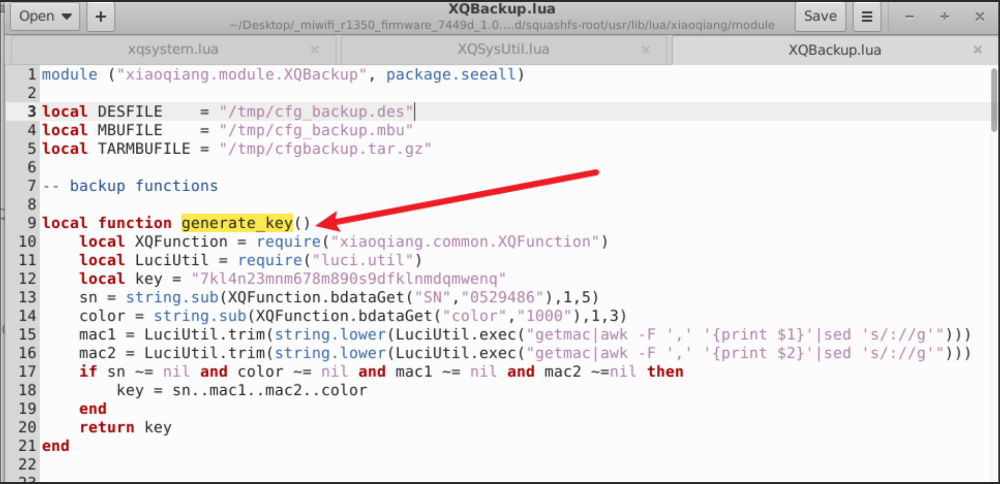 Open
+
XQBackup.lua
~/Desktop/_miwifi_r1350_firmware_7449d_1.0....d/squashfs-root/usr/lib/lua/xiaoqiang/module
Save
xqsystem.lua
XQSysUtil.lua
XQBackup.lua
1 module ("xiaoqiang.module.XQBackup", package.seeall)
2
3 local DESFILE    = "/tmp/cfg_backup.des"
4 local MBUFILE    = "/tmp/cfg_backup.mbu"
5 local TARMBUFILE = "/tmp/cfgbackup.tar.gz"
6
7 -- backup functions
8
9 local function generate_key()
10     local XQFunction = require("xiaoqiang.common.XQFunction")
11     local LuciUtil = require("luci.util")
12     local key = "7kl4n23mnm678m890s9dfklnmdqmwenq"
13     sn = string.sub(XQFunction.bdataGet("SN","0529486"),1,5)
14     color = string.sub(XQFunction.bdataGet("color","1000"),1,3)
15     mac1 = LuciUtil.trim(string.lower(LuciUtil.exec("getmac|awk -F ',' '{print $1}'|sed 's/://g'")))
16     mac2 = LuciUtil.trim(string.lower(LuciUtil.exec("getmac|awk -F ',' '{print $2}'|sed 's/://g'")))
17     if sn ~= nil and color ~= nil and mac1 ~= nil and mac2 ~=nil then
18         key = sn..mac1..mac2..color
19     end
20     return key
21 end
22